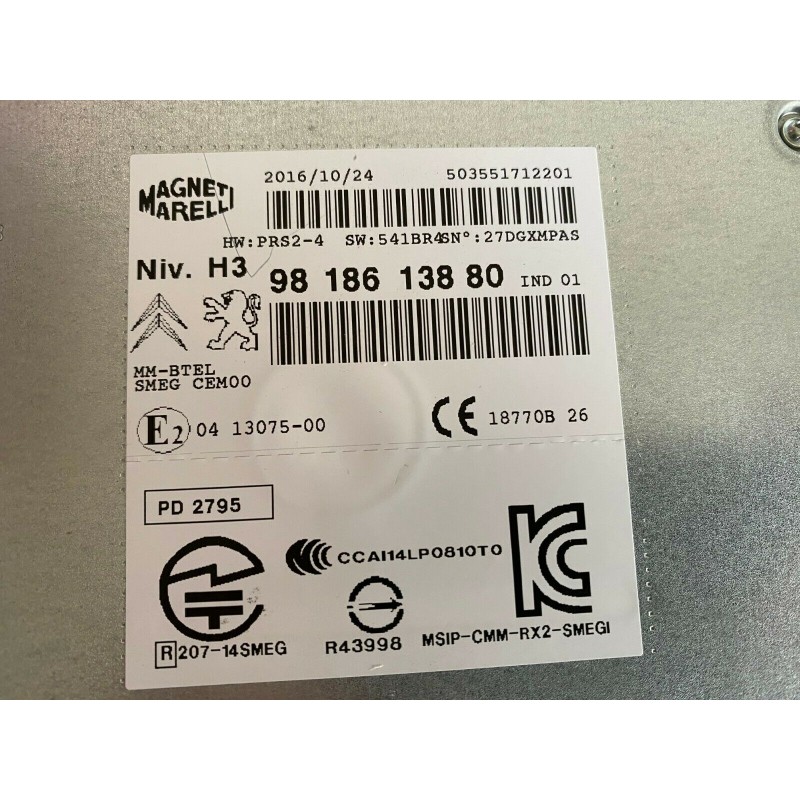 MAGNETI
MARELLI
2016/10/24 503551712201
HW:PRS2-4 SW:541BR4SN°:27DGXMPAS
Niv. H3 98 186 138 80 IND 01
MM-BTEL
SMEG CEM00
E2 04 13075-00 CE 18770B 26
PD 2795
CCAI14LP0810T0
R 207-14SMEG R43998 MSIP-CMM-RX2-SMEGI